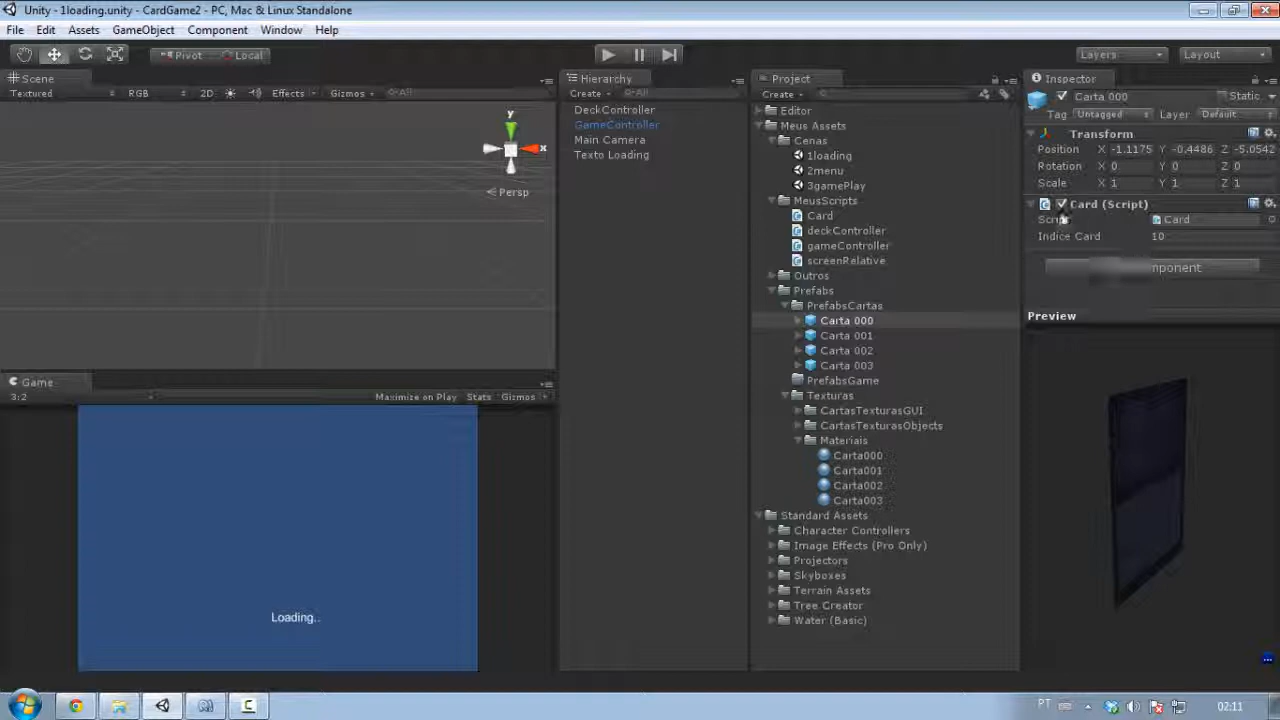 Unity - 1loading.unity - CardGame2 - PC, Mac & Linux Standalone
File Edit Assets GameObject Component Window Help
Pivot Local Layers Layout
Scene
Textured RGB 2D Effects Gizmos All
y
x
Persp
Game
3:2 Maximize on Play Stats Gizmos
Loading..
Hierarchy
Create All
DeckController
GameController
Main Camera
Texto Loading
Project
Create
Editor
Meus Assets
Cenas
1loading
2menu
3gamePlay
MeusScripts
Card
deckController
gameController
screenRelative
Outros
Prefabs
PrefabsCartas
Carta 000
Carta 001
Carta 002
Carta 003
PrefabsGame
Texturas
CartasTexturasGUI
CartasTexturasObjects
Materiais
Carta000
Carta001
Carta002
Carta003
Standard Assets
Character Controllers
Image Effects (Pro Only)
Projectors
Skyboxes
Terrain Assets
Tree Creator
Water (Basic)
Inspector
Carta 000 Static
Tag Untagged Layer Default
Transform
Position X -1.1175 Y -0.4486 Z -5.0542
Rotation X 0 Y 0 Z 0
Scale X 1 Y 1 Z 1
Card (Script)
Card
Indice Card 10
Preview
PT 02:11